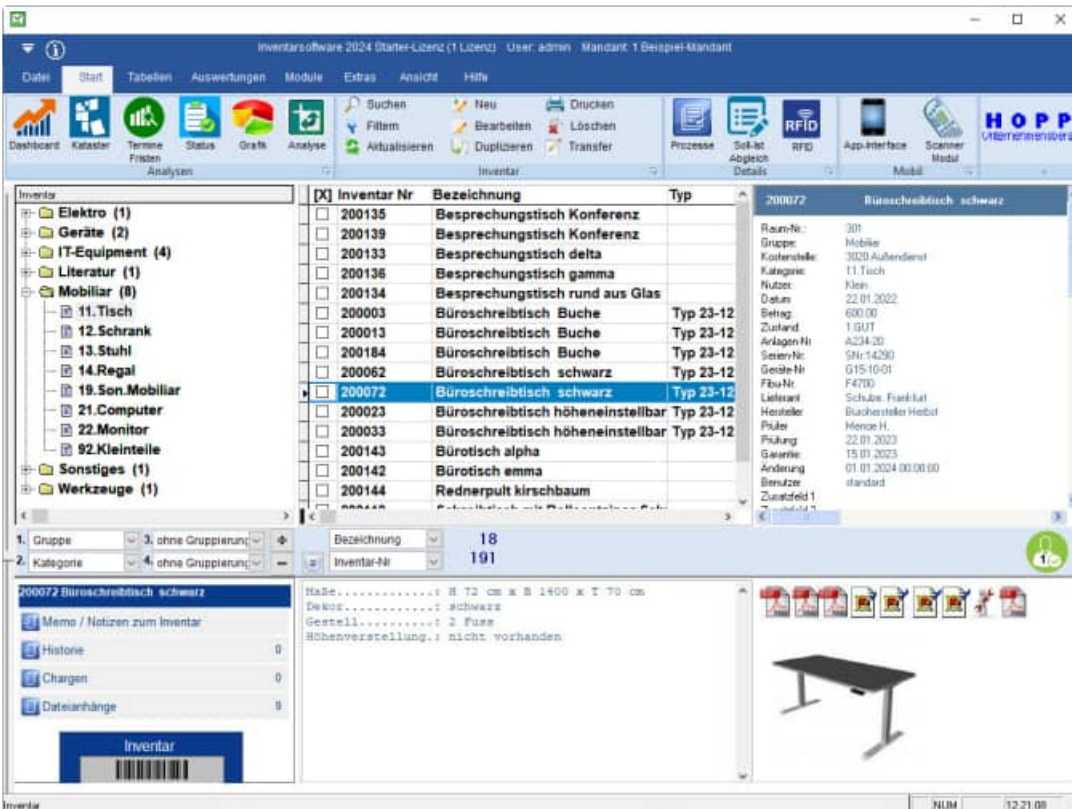 Inventarsoftware 2024 Starter-Lizenz (1 Lizenz) User: admin Mandant: 1 Beispiel-Mandant
Datei Start Tabellen Auswertungen Module Extras Ansicht Hilfe
Suchen Neu Drucken
Filtern Bearbeiten Löschen
Aktualisieren Duplizieren Transfer
Dashboard Kataster Termine Fristen Status Grafik Analyse
Prozesse Soll-Ist Abgleich RFID RFID App-Interface Scanner Modul
HOPP
Unternehmensbera
Analysen Inventar Details Mobil
Inventar
Elektro (1)
Geräte (2)
IT-Equipment (4)
Literatur (1)
Mobiliar (8)
11.Tisch
12.Schrank
13.Stuhl
14.Regal
19.Son.Mobiliar
21.Computer
22.Monitor
92.Kleinteile
Sonstiges (1)
Werkzeuge (1)
[X] Inventar Nr Bezeichnung Typ
200135 Besprechungstisch Konferenz
200139 Besprechungstisch Konferenz
200133 Besprechungstisch delta
200136 Besprechungstisch gamma
200134 Besprechungstisch rund aus Glas
200003 Büroschreibtisch Buche Typ 23-12
200013 Büroschreibtisch Buche Typ 23-12
200184 Büroschreibtisch Buche Typ 23-12
200062 Büroschreibtisch schwarz Typ 23-12
200072 Büroschreibtisch schwarz Typ 23-12
200023 Büroschreibtisch höheneinstellbar Typ 23-12
200033 Büroschreibtisch höheneinstellbar Typ 23-12
200143 Bürotisch alpha
200142 Bürotisch emma
200144 Rednerpult kirschbaum
200072 Büroschreibtisch schwarz
Raum-Nr.: 301
Gruppe: Mobiliar
Kostenstelle: 3020 Außendienst
Kategorie: 11.Tisch
Nutzer: Klein
Datum 22.01.2022
Betrag: 600.00
Zustand: 1.GUT
Anlagen-Nr A234-20
Serien-Nr.: SNr:14290
Geräte-Nr G15-10-01
Fibu-Nr. F4700
Lieferant Schube, Frankfurt
Hersteller Bürohersteller Herbst
Prüfer Menge H.
Prüfung: 22.01.2023
Garantie: 15.01.2023
Änderung 01.01.2024 00:00:00
Benutzer standard
Zusatzfeld 1
1. Gruppe 3. ohne Gruppierung Bezeichnung 18
2. Kategorie 4. ohne Gruppierung Inventar-Nr 191
1
200072 Büroschreibtisch schwarz
Memo / Notizen zum Inventar
Historie 0
Chargen 0
Dateianhänge 9
Inventar
Maße.............: H 72 cm x B 1400 x T 70 cm
Dekor............: schwarz
Gestell..........: 2 Fuss
Höhenverstellung.: nicht vorhanden
Inventar NUM 12:21:08